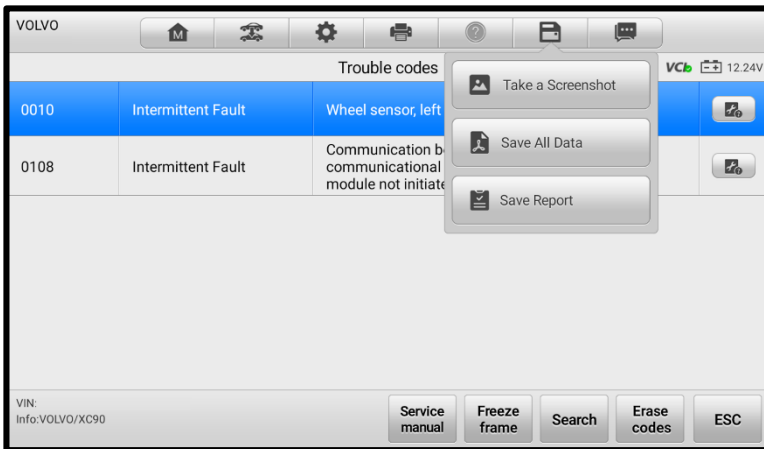 VOLVO
M
Trouble codes
VCI 12.24V
Take a Screenshot
0010 Intermittent Fault Wheel sensor, left
Save All Data
0108 Intermittent Fault Communication b
communicational
module not initiate
Save Report
VIN:
Info:VOLVO/XC90
Service
manual
Freeze
frame
Search
Erase
codes
ESC